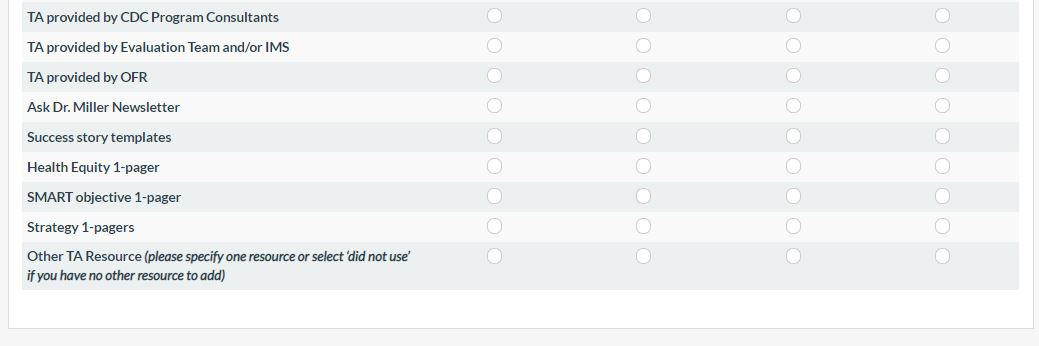 TA provided by CDC Program Consultants
TA provided by Evaluation Team and/or IMS
TA provided by OFR
Ask Dr. Miller Newsletter
Success story templates
Health Equity 1-pager
SMART objective 1-pager
Strategy 1-pagers
Other TA Resource (please specify one resource or select ‘did not use’
if you have no other resource to add)